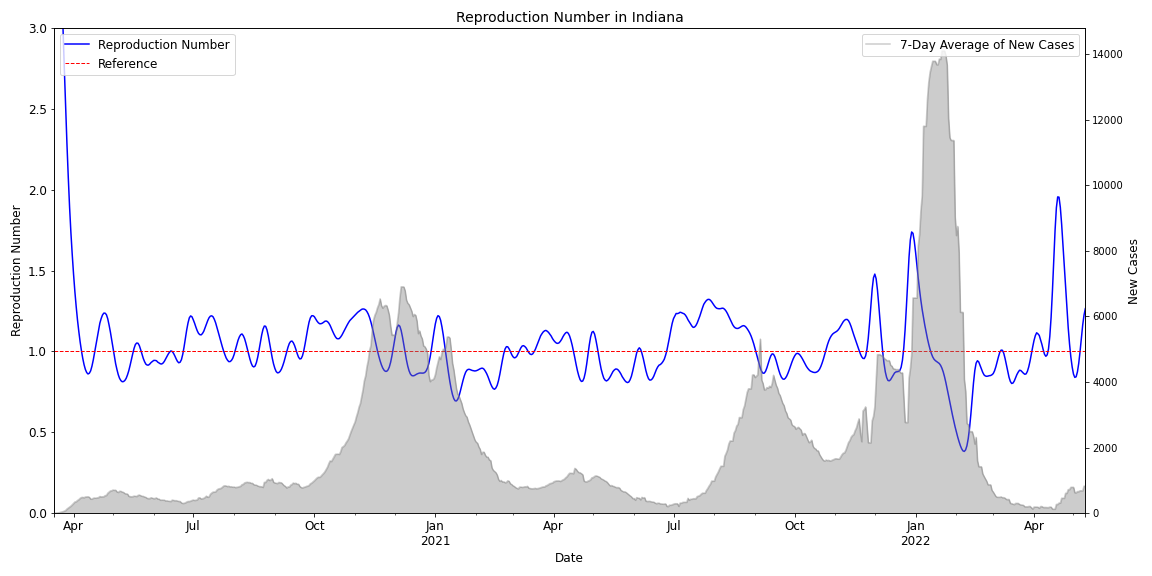 Reproduction Number in Indiana
Reproduction Number
Reference
7-Day Average of New Cases
3.0
2.5
2.0
1.5
1.0
0.5
0.0
Reproduction Number
14000
12000
10000
8000
6000
4000
2000
0
New Cases
Apr
Jul
Oct
Jan
2021
Apr
Jul
Oct
Jan
2022
Apr
Date